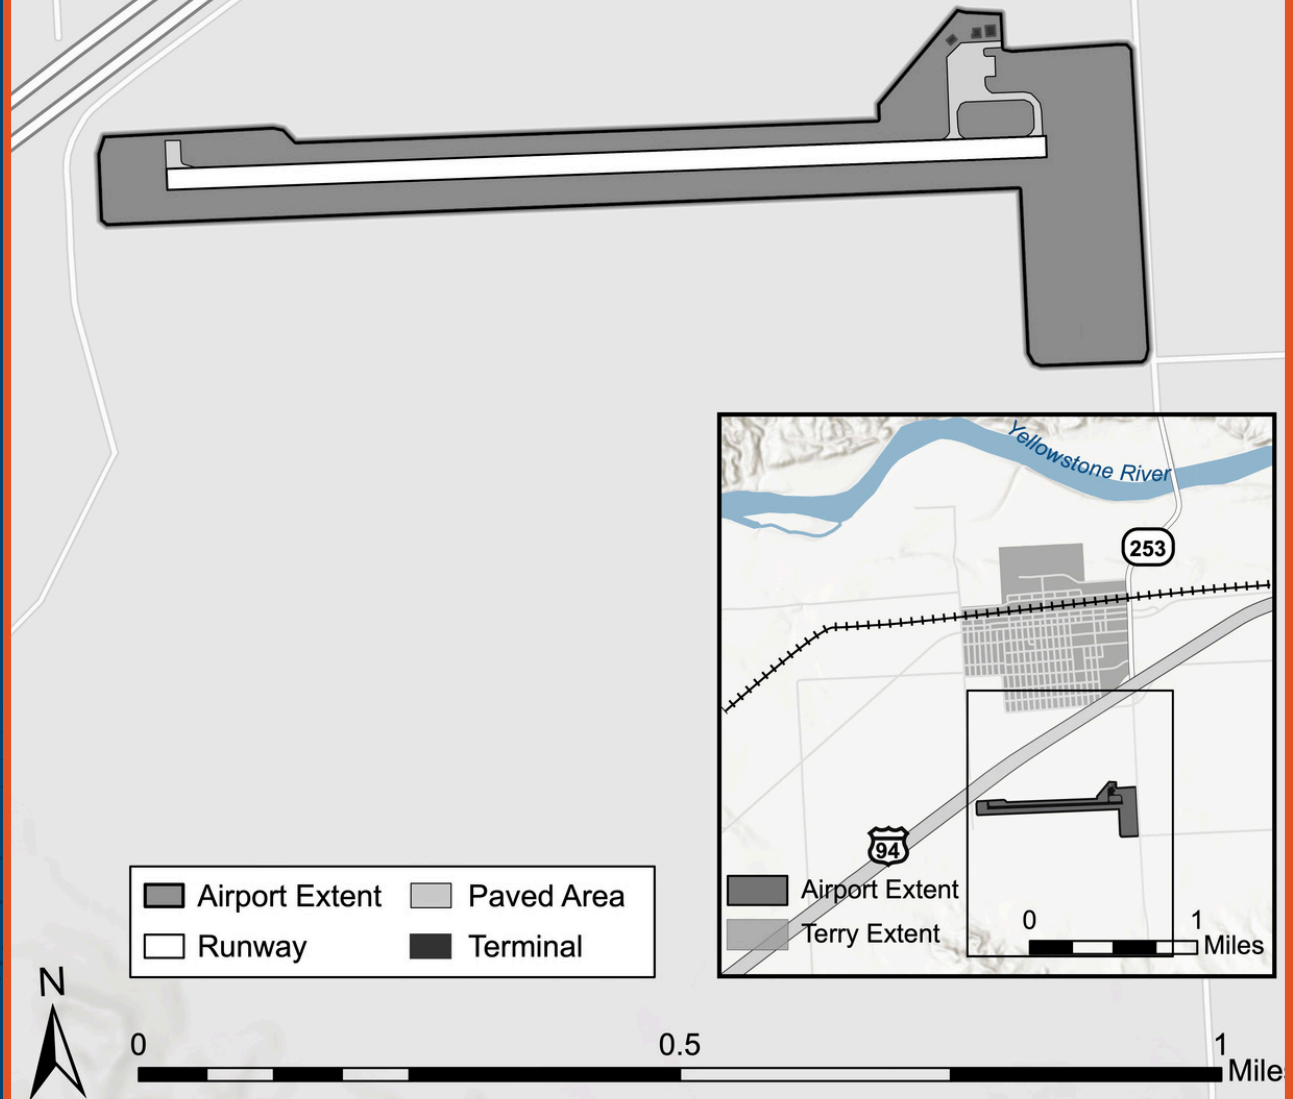 Yellowstone River
253
94
Airport Extent
Terry Extent
0 1
Miles
Airport Extent Paved Area
Runway Terminal
N
0 0.5 1
Mile